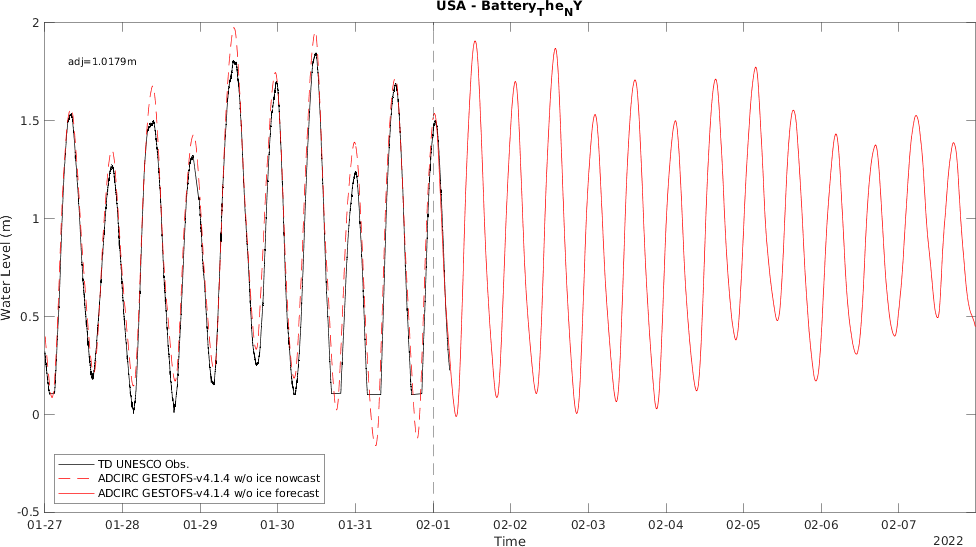 USA - BatteryTheNY
adj=1.0179m
2
1.5
1
0.5
0
-0.5
Water Level (m)
TD UNESCO Obs.
ADCIRC GESTOFS-v4.1.4 w/o ice nowcast
ADCIRC GESTOFS-v4.1.4 w/o ice forecast
01-27 01-28 01-29 01-30 01-31 02-01 02-02 02-03 02-04 02-05 02-06 02-07
Time
2022